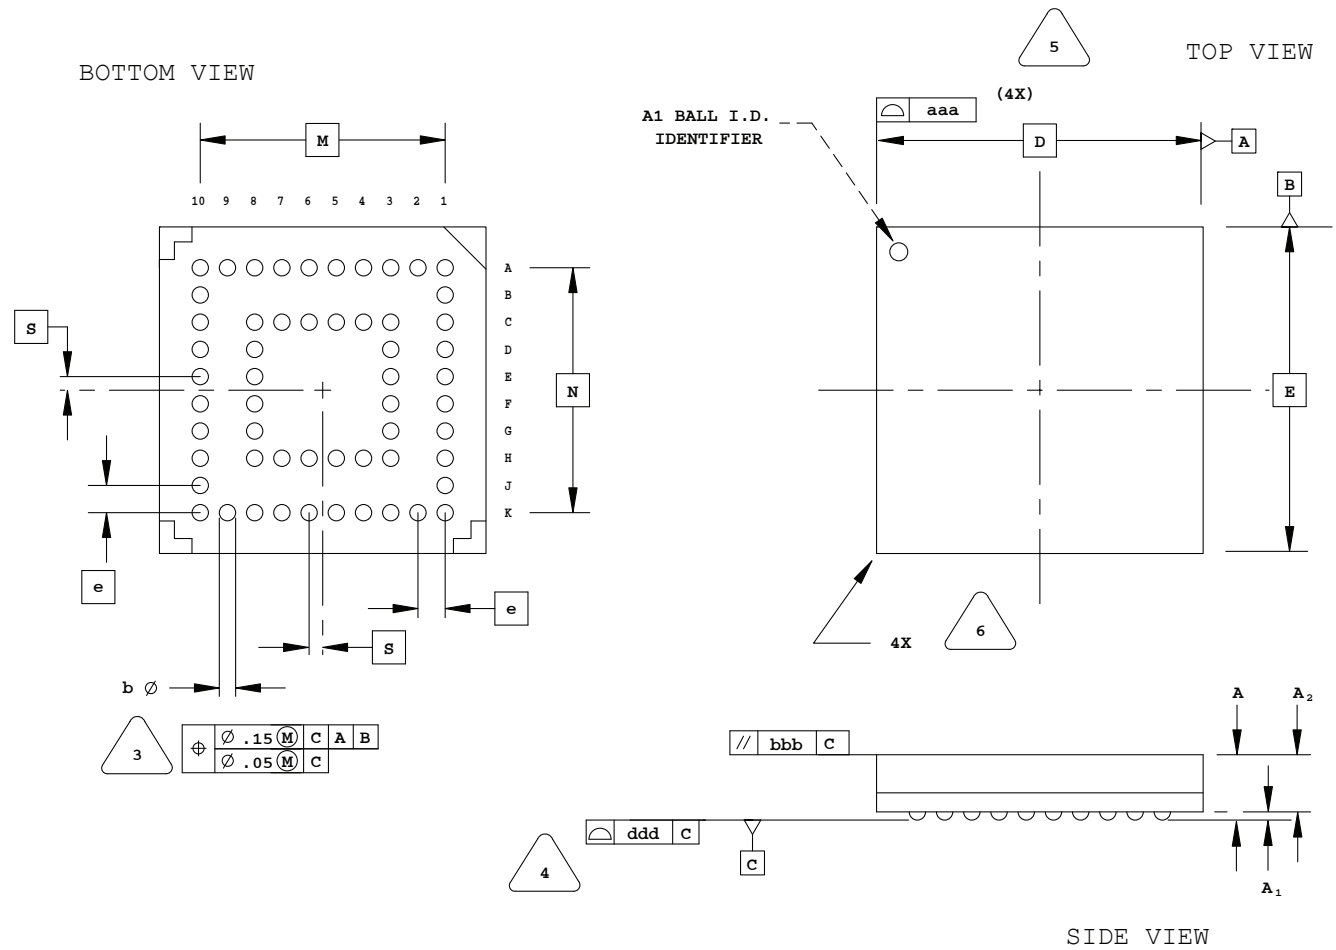 5
TOP VIEW
BOTTOM VIEW
aaa
(4X)
A1 BALL I.D.
IDENTIFIER
M
D
A
B
10 9 8 7 6 5 4 3 2 1
A
B
C
D
E
F
G
H
J
K
S
N
E
e
e
S
4X
6
b Ø
3
⌖ Ø .15 Ⓜ C A B
Ø .05 Ⓜ C
A
A₂
// bbb C
ddd C
C
4
A₁
SIDE VIEW